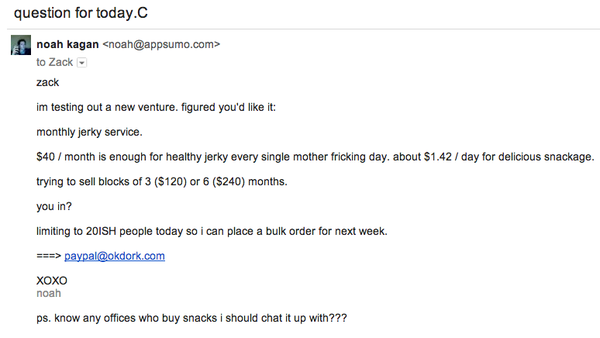 question for today.C
noah kagan <noah@appsumo.com>
to Zack
zack
im testing out a new venture. figured you'd like it:
monthly jerky service.
$40 / month is enough for healthy jerky every single mother fricking day. about $1.42 / day for delicious snackage.
trying to sell blocks of 3 ($120) or 6 ($240) months.
you in?
limiting to 20ISH people today so i can place a bulk order for next week.
===> paypal@okdork.com
XOXO
noah
ps. know any offices who buy snacks i should chat it up with???